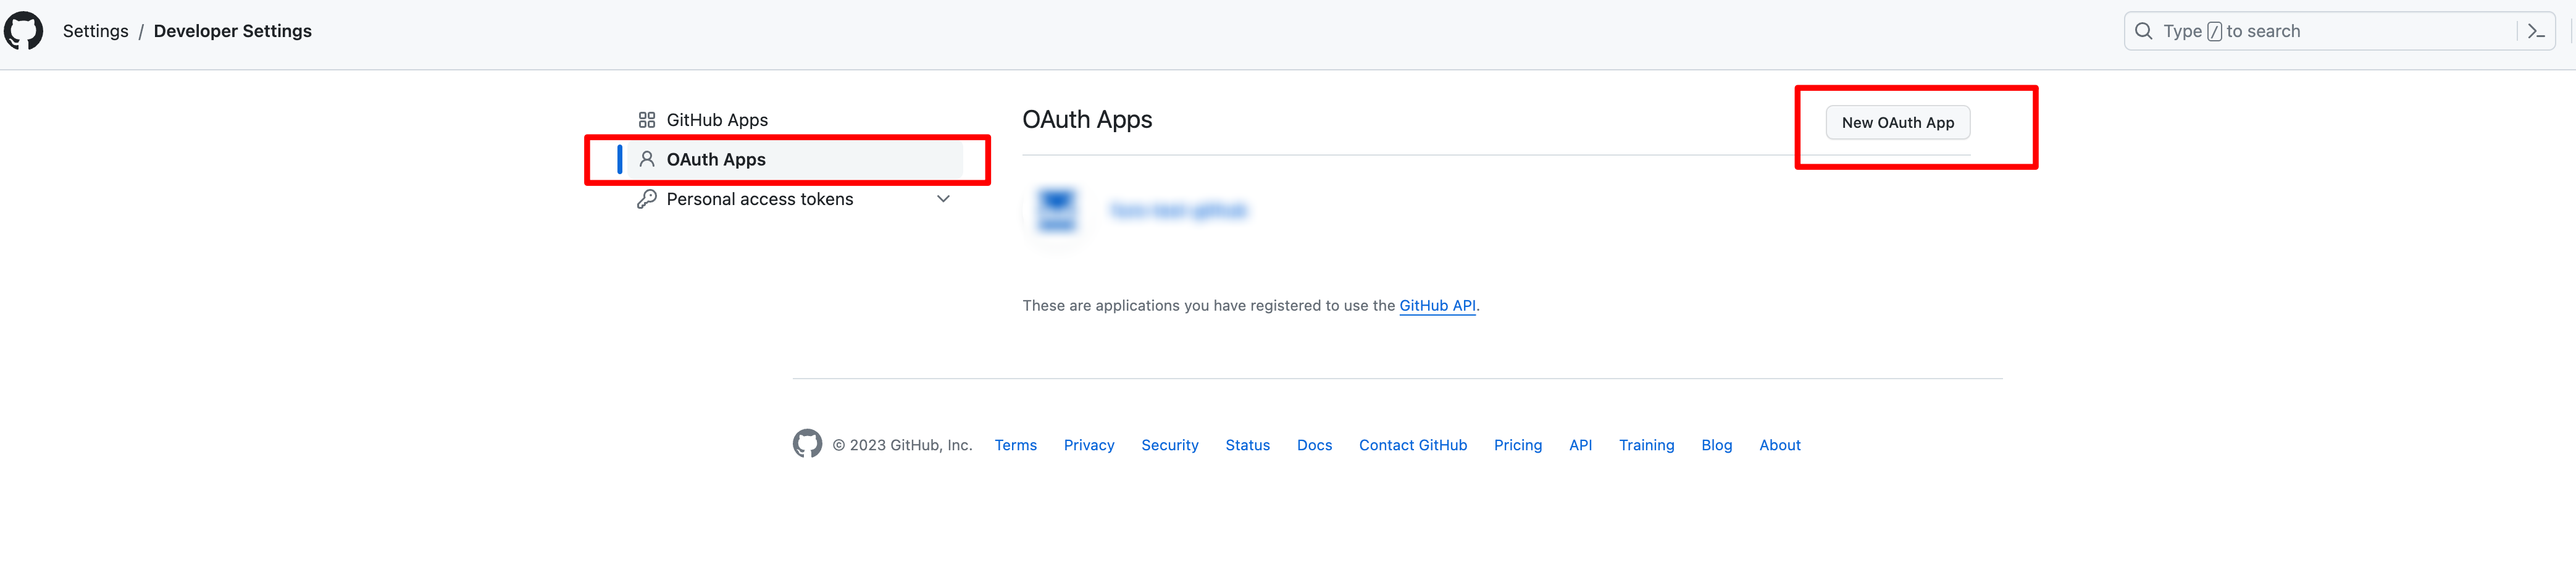 Settings / Developer Settings
Type / to search
GitHub Apps
OAuth Apps
Personal access tokens
OAuth Apps
New OAuth App
These are applications you have registered to use the GitHub API.
© 2023 GitHub, Inc. Terms Privacy Security Status Docs Contact GitHub Pricing API Training Blog About